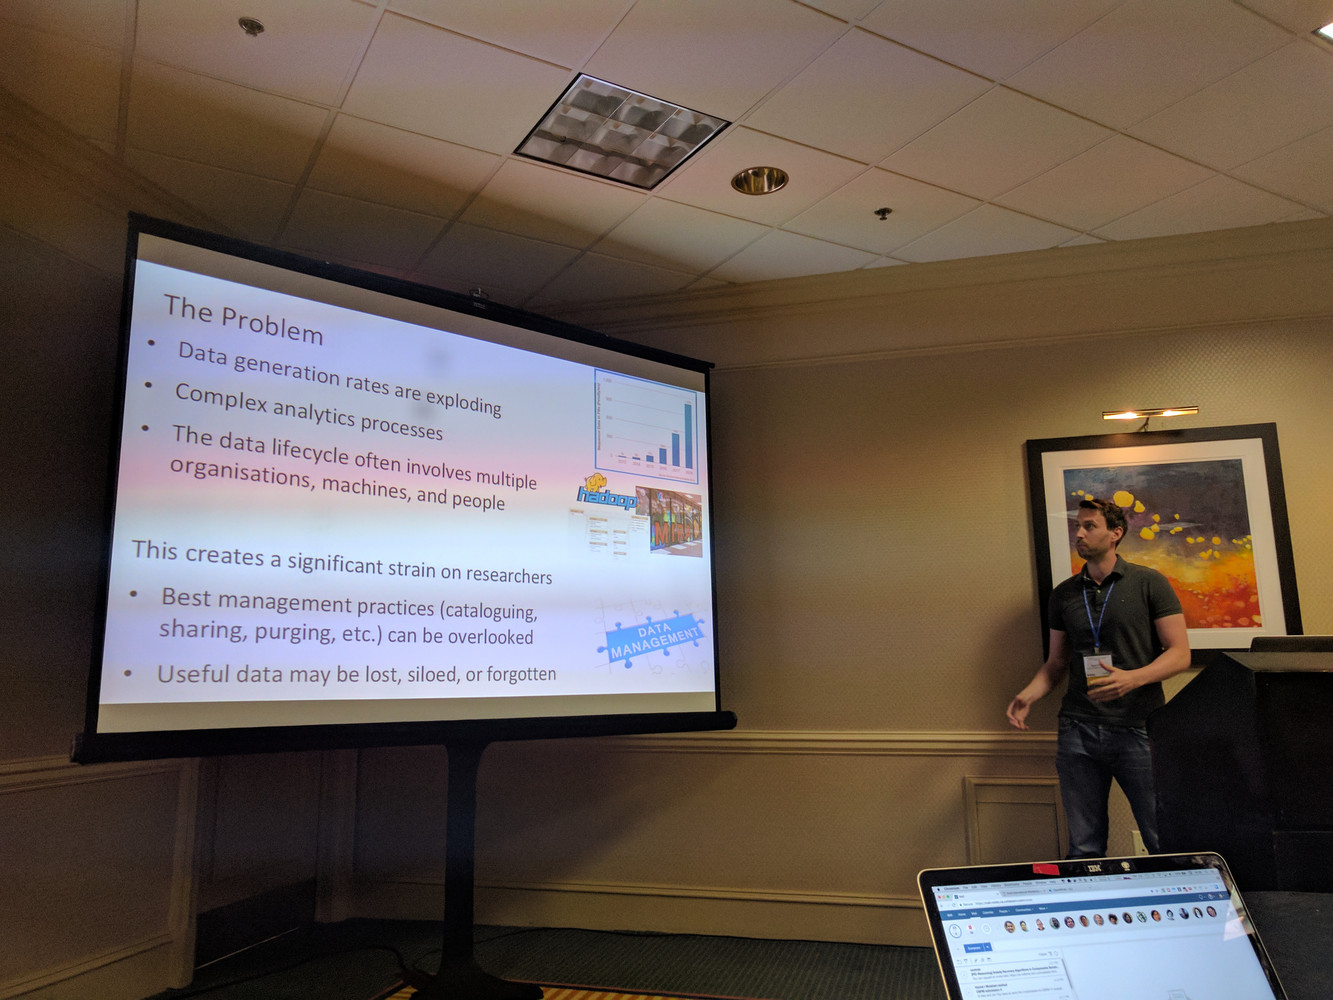 The Problem
• Data generation rates are exploding
• Complex analytics processes
• The data lifecycle often involves multiple
organisations, machines, and people
hadoop
This creates a significant strain on researchers
• Best management practices (cataloguing,
sharing, purging, etc.) can be overlooked
• Useful data may be lost, siloed, or forgotten
DATA
MANAGEMENT
IBM